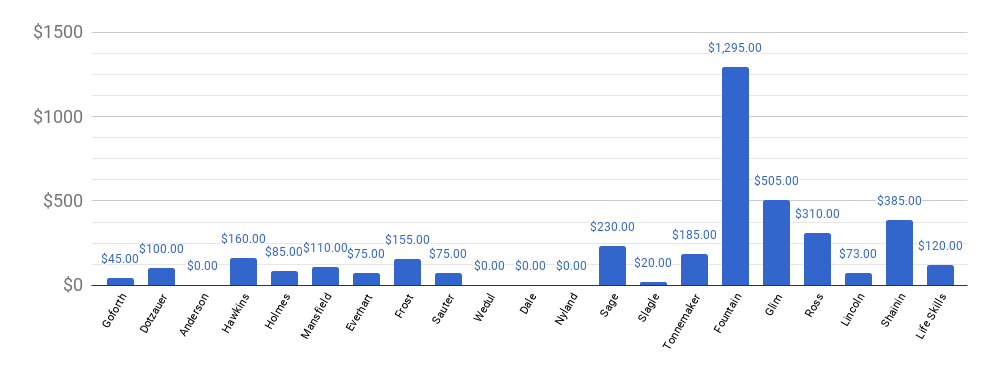 $1500
$1000
$500
$0
$45.00
$100.00
$0.00
$160.00
$85.00
$110.00
$75.00
$155.00
$75.00
$0.00
$0.00
$0.00
$230.00
$20.00
$185.00
$1,295.00
$505.00
$310.00
$73.00
$385.00
$120.00
Goforth
Dotzauer
Anderson
Hawkins
Holmes
Mansfield
Everhart
Frost
Sauter
Wedul
Dale
Nyland
Sage
Slagle
Tonnemaker
Fountain
Glim
Ross
Lincoln
Shainin
Life Skills